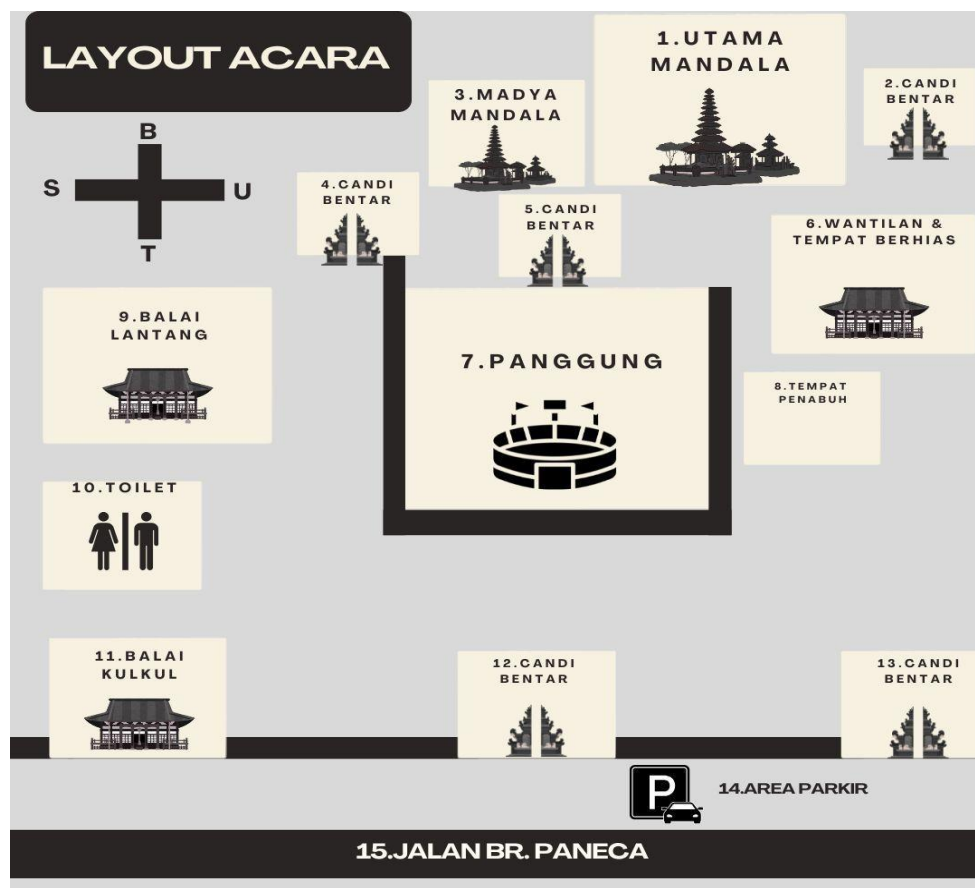 LAYOUT ACARA
B
S
U
T
1.UTAMA
MANDALA
2.CANDI
BENTAR
3.MADYA
MANDALA
4.CANDI
BENTAR
5.CANDI
BENTAR
6.WANTILAN &
TEMPAT BERHIAS
7.PANGGUNG
8.TEMPAT
PENABUH
9.BALAI
LANTANG
10.TOILET
11.BALAI
KULKUL
12.CANDI
BENTAR
13.CANDI
BENTAR
P
14.AREA PARKIR
15.JALAN BR. PANECA